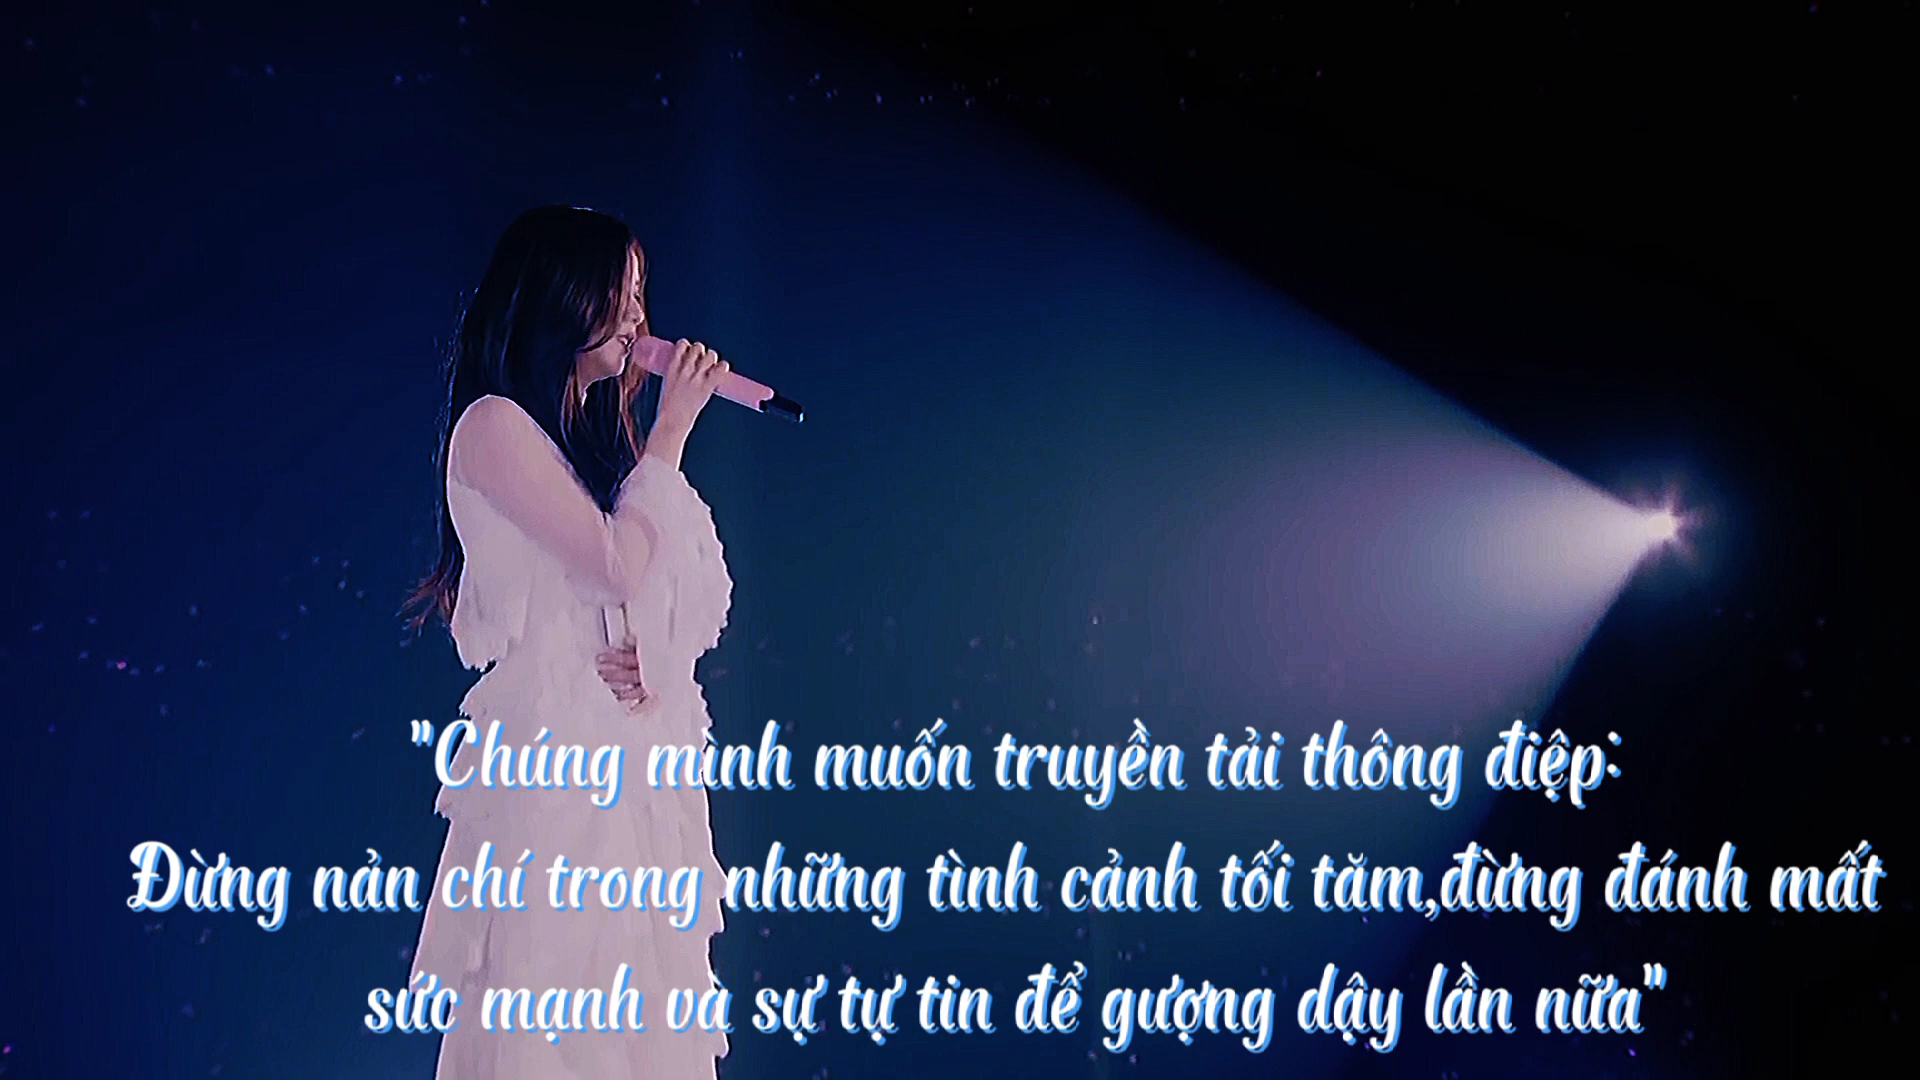 "Chúng mình muốn truyền tải thông điệp:
Đừng nản chí trong những tình cảnh tối tăm,đừng đánh mất
sức mạnh và sự tự tin để gượng dậy lần nữa"